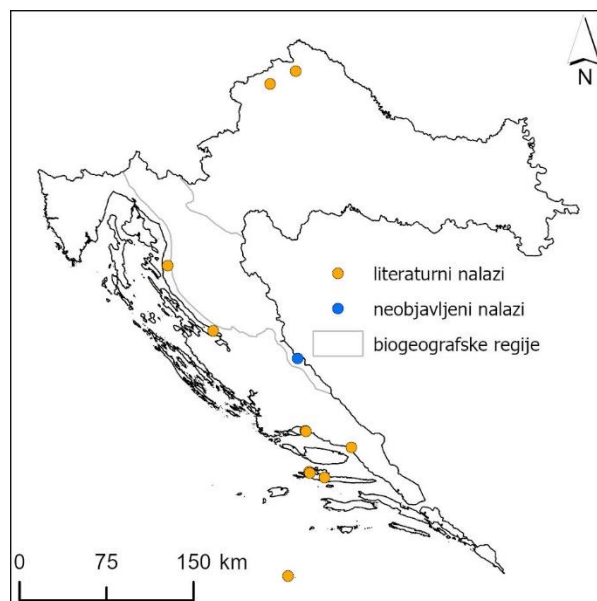 N
literaturni nalazi
neobjavljeni nalazi
biogeografske regije
0 75 150 km